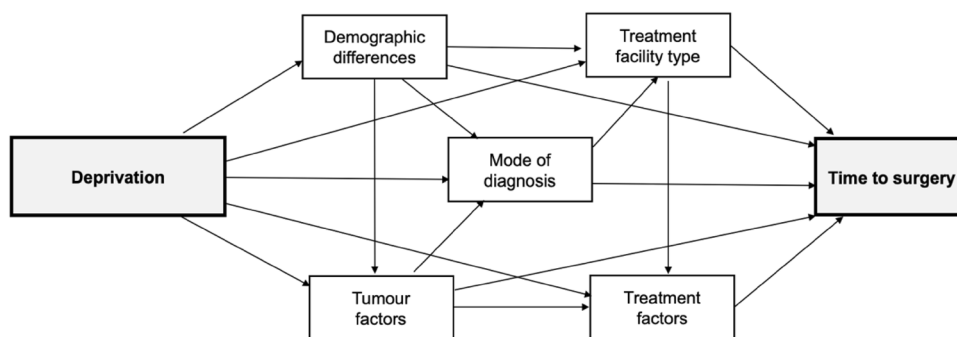 Demographic
differences
Treatment
facility type
Deprivation
Mode of
diagnosis
Time to surgery
Tumour
factors
Treatment
factors